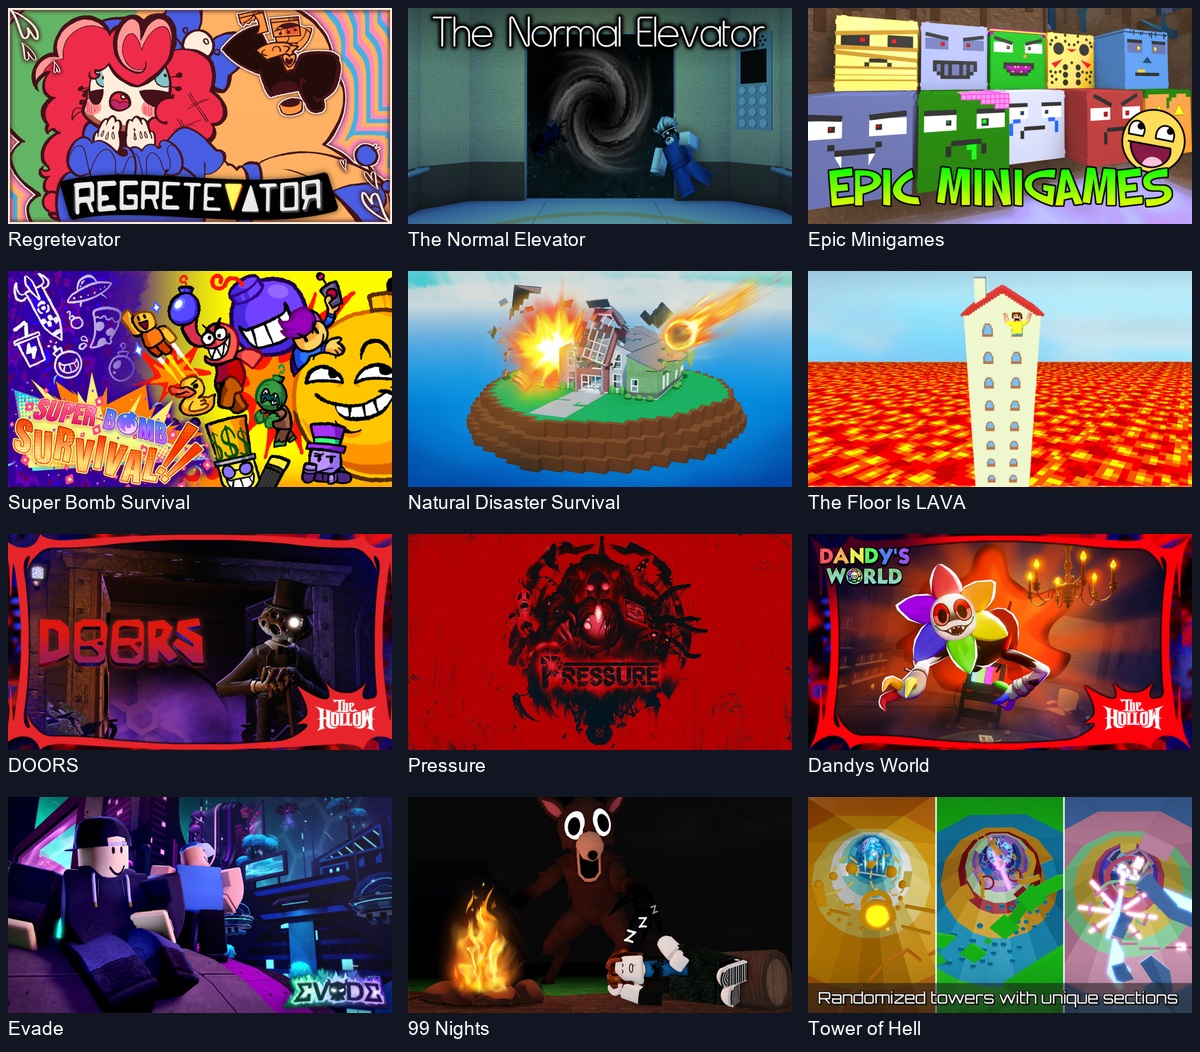 REGRETEVATOR
Regretevator
The Normal Elevator
The Normal Elevator
EPIC MINIGAMES
Epic Minigames
SUPER BOMB
SURVIVAL!!
$$$
Super Bomb Survival
Natural Disaster Survival
The Floor Is LAVA
DOORS
The
HOLLOW
DOORS
PRESSURE
Pressure
DANDY'S
WORLD
The
HOLLOW
Dandys World
EVADE
Evade
z z z
99 Nights
Randomized towers with unique sections
Tower of Hell